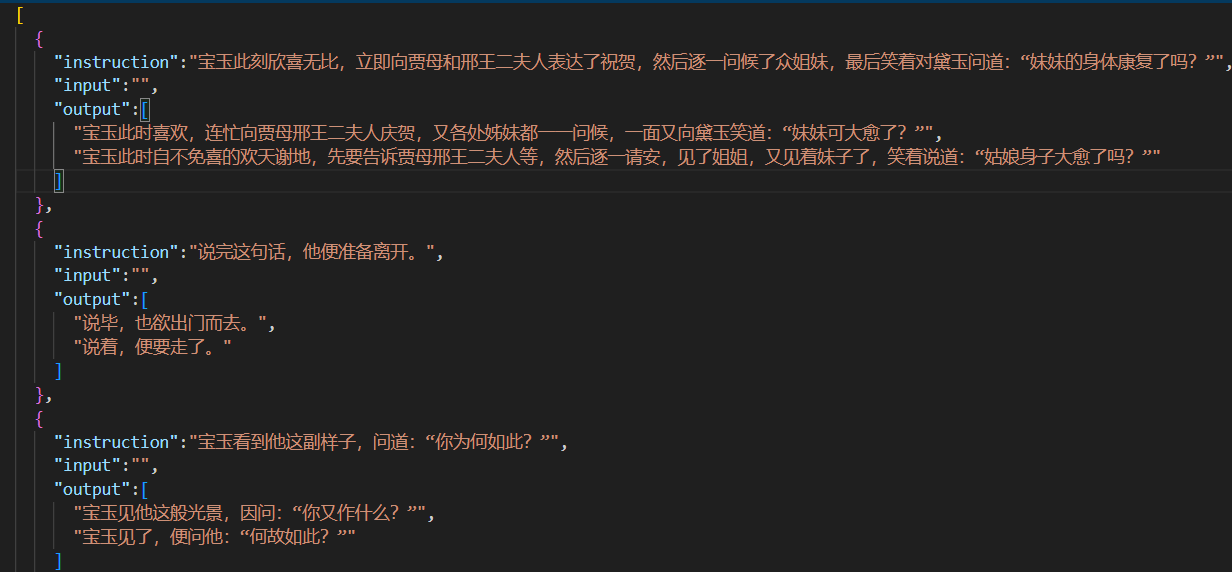 [
{
"instruction":"宝玉此刻欣喜无比，立即向贾母和邢王二夫人表达了祝贺，然后逐一问候了众姐妹，最后笑着对黛玉问道：“妹妹的身体康复了吗？”",
"input":"",
"output":[
"宝玉此时喜欢，连忙向贾母邢王二夫人庆贺，又各处姊妹都一一问候，一面又向黛玉笑道：“妹妹可大愈了？”",
"宝玉此时自不免喜的欢天谢地，先要告诉贾母邢王二夫人等，然后逐一请安，见了姐姐，又见着妹子了，笑着说道：“姑娘身子大愈了吗？”"
]
},
{
"instruction":"说完这句话，他便准备离开。",
"input":"",
"output":[
"说毕，也欲出门而去。",
"说着，便要走了。"
]
},
{
"instruction":"宝玉看到他这副样子，问道：“你为何如此？”",
"input":"",
"output":[
"宝玉见他这般光景，因问：“你又作什么？”",
"宝玉见了，便问他：“何故如此？”"
]